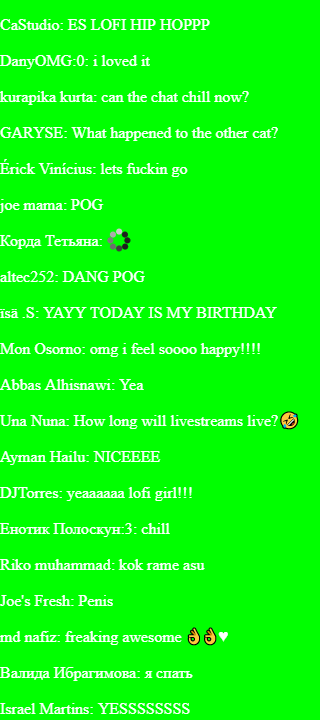 CaStudio: ES LOFI HIP HOPPP
DanyOMG:0: i loved it
kurapika kurta: can the chat chill now?
GARYSE: What happened to the other cat?
Érick Vinícius: lets fuckin go
joe mama: POG
Корда Тетьяна:
altec252: DANG POG
ïsä .S: YAYY TODAY IS MY BIRTHDAY
Mon Osorno: omg i feel soooo happy!!!!
Abbas Alhisnawi: Yea
Una Nuna: How long will livestreams live?🤣
Ayman Hailu: NICEEEE
DJTorres: yeaaaaaa lofi girl!!!
Енотик Полоскун:3: chill
Riko muhammad: kok rame asu
Joe's Fresh: Penis
md nafiz: freaking awesome 👌👌♥
Валида Ибрагимова: я спать
Israel Martins: YESSSSSSSS